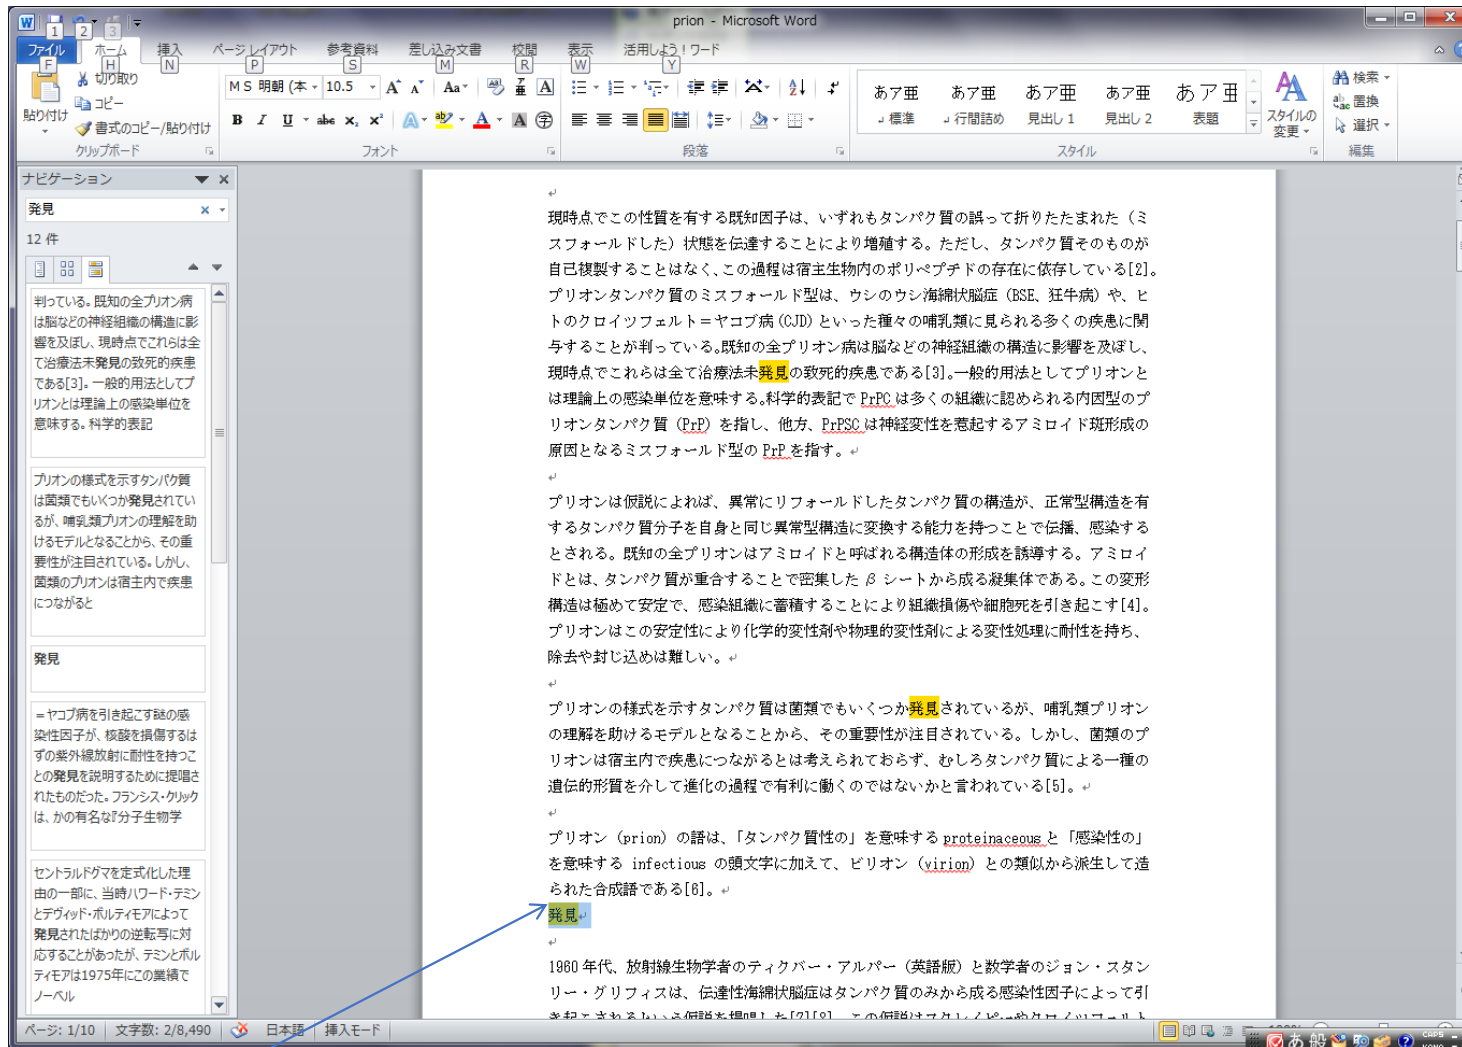 prion - Microsoft Word
1 2 3
ファイル ホーム 挿入 ページ レイアウト 参考資料 差し込み文書 校閲 表示 活用しよう！ワード
F H N P S M R W Y
切り取り
コピー
貼り付け
書式のコピー/貼り付け
クリップボード
ＭＳ 明朝 (本 10.5
フォント
段落
あア亜 あア亜 あア亜 あア亜 あア亜
標準 行間詰め 見出し 1 見出し 2 表題
スタイルの
変更
スタイル
検索
置換
選択
編集
ナビゲーション
発見
12 件
判っている。既知の全プリオン病
は脳などの神経組織の構造に影
響を及ぼし、現時点でこれらは全
て治療法未発見の致死的疾患
である[3]。一般的用法としてプ
リオンとは理論上の感染単位を
意味する。科学的表記
プリオンの様式を示すタンパク質
は菌類でもいくつか発見されてい
るが、哺乳類プリオンの理解を助
けるモデルとなることから、その重
要性が注目されている。しかし、
菌類のプリオンは宿主内で疾患
につながると
発見
＝ヤコブ病を引き起こす謎の感
染性因子が、核酸を損傷するは
ずの紫外線放射に耐性を持つこ
との発見を説明するために提唱さ
れたものだった。フランシス・クリック
は、かの有名な『分子生物学
セントラルドグマを定式化した理
由の一部に、当時ハワード・テミン
とデヴィッド・ボルティモアによって
発見されたばかりの逆転写に対
応することがあったが、テミンとボル
ティモアは1975年にこの業績で
ノーベル
現時点でこの性質を有する既知因子は、いずれもタンパク質の誤って折りたたまれた（ミ
スフォールドした）状態を伝達することにより増殖する。ただし、タンパク質そのものが
自己複製することはなく、この過程は宿主生物内のポリペプチドの存在に依存している[2]。
プリオンタンパク質のミスフォールド型は、ウシのウシ海綿状脳症（BSE、狂牛病）や、ヒ
トのクロイツフェルト＝ヤコブ病(CJD)といった種々の哺乳類に見られる多くの疾患に関
与することが判っている。既知の全プリオン病は脳などの神経組織の構造に影響を及ぼし、
現時点でこれらは全て治療法未発見の致死的疾患である[3]。一般的用法としてプリオンと
は理論上の感染単位を意味する。科学的表記で PrPC は多くの組織に認められる内因型のプ
リオンタンパク質（PrP）を指し、他方、PrPSC は神経変性を惹起するアミロイド斑形成の
原因となるミスフォールド型の PrP を指す。
プリオンは仮説によれば、異常にリフォールドしたタンパク質の構造が、正常型構造を有
するタンパク質分子を自身と同じ異常型構造に変換する能力を持つことで伝播、感染する
とされる。既知の全プリオンはアミロイドと呼ばれる構造体の形成を誘導する。アミロイ
ドとは、タンパク質が重合することで密集した β シートから成る凝集体である。この変形
構造は極めて安定で、感染組織に蓄積することにより組織損傷や細胞死を引き起こす[4]。
プリオンはこの安定性により化学的変性剤や物理的変性剤による変性処理に耐性を持ち、
除去や封じ込めは難しい。
プリオンの様式を示すタンパク質は菌類でもいくつか発見されているが、哺乳類プリオン
の理解を助けるモデルとなることから、その重要性が注目されている。しかし、菌類のプ
リオンは宿主内で疾患につながるとは考えられておらず、むしろタンパク質による一種の
遺伝的形質を介して進化の過程で有利に働くのではないかと言われている[5]。
プリオン（prion）の語は、「タンパク質性の」を意味する proteinaceous と「感染性の」
を意味する infectious の頭文字に加えて、ビリオン（virion）との類似から派生して造
られた合成語である[6]。
発見
1960 年代、放射線生物学者のティクバー・アルパー（英語版）と数学者のジョン・スタン
リー・グリフィスは、伝達性海綿状脳症はタンパク質のみから成る感染性因子によって引
ページ: 1/10 文字数: 2/8,490 日本語 挿入モード
あ 般 CAPS